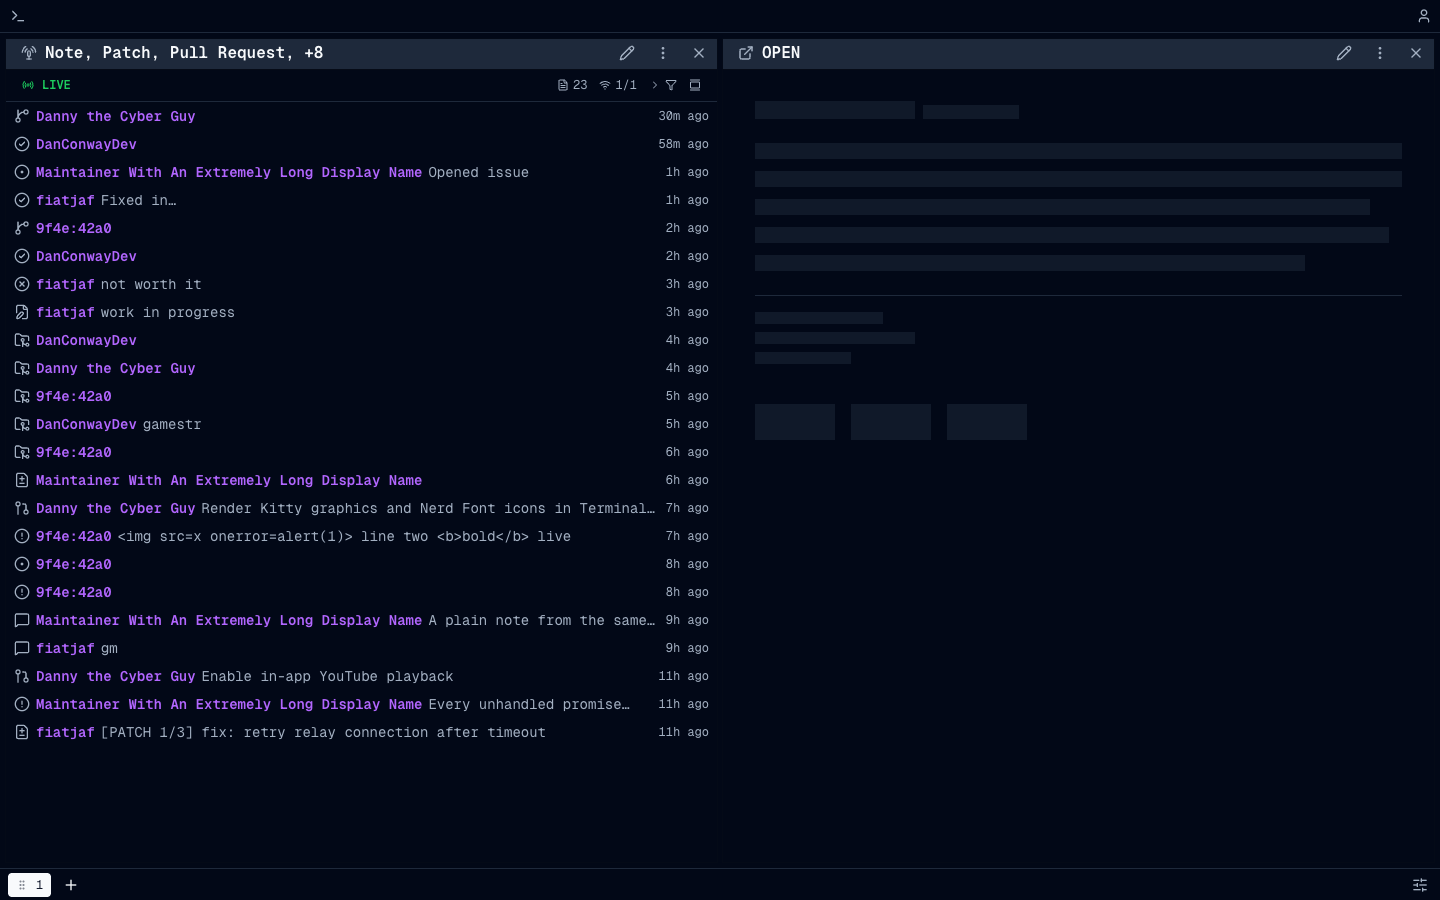 Note, Patch, Pull Request, +8
OPEN
LIVE
23
1/1
Danny the Cyber Guy 30m ago
DanConwayDev 58m ago
Maintainer With An Extremely Long Display Name Opened issue 1h ago
fiatjaf Fixed in… 1h ago
9f4e:42a0 2h ago
DanConwayDev 2h ago
fiatjaf not worth it 3h ago
fiatjaf work in progress 3h ago
DanConwayDev 4h ago
Danny the Cyber Guy 4h ago
9f4e:42a0 5h ago
DanConwayDev gamestr 5h ago
9f4e:42a0 6h ago
Maintainer With An Extremely Long Display Name 6h ago
Danny the Cyber Guy Render Kitty graphics and Nerd Font icons in Terminal… 7h ago
9f4e:42a0 <img src=x onerror=alert(1)> line two <b>bold</b> live 7h ago
9f4e:42a0 8h ago
9f4e:42a0 8h ago
Maintainer With An Extremely Long Display Name A plain note from the same… 9h ago
fiatjaf gm 9h ago
Danny the Cyber Guy Enable in-app YouTube playback 11h ago
Maintainer With An Extremely Long Display Name Every unhandled promise… 11h ago
fiatjaf [PATCH 1/3] fix: retry relay connection after timeout 11h ago
1